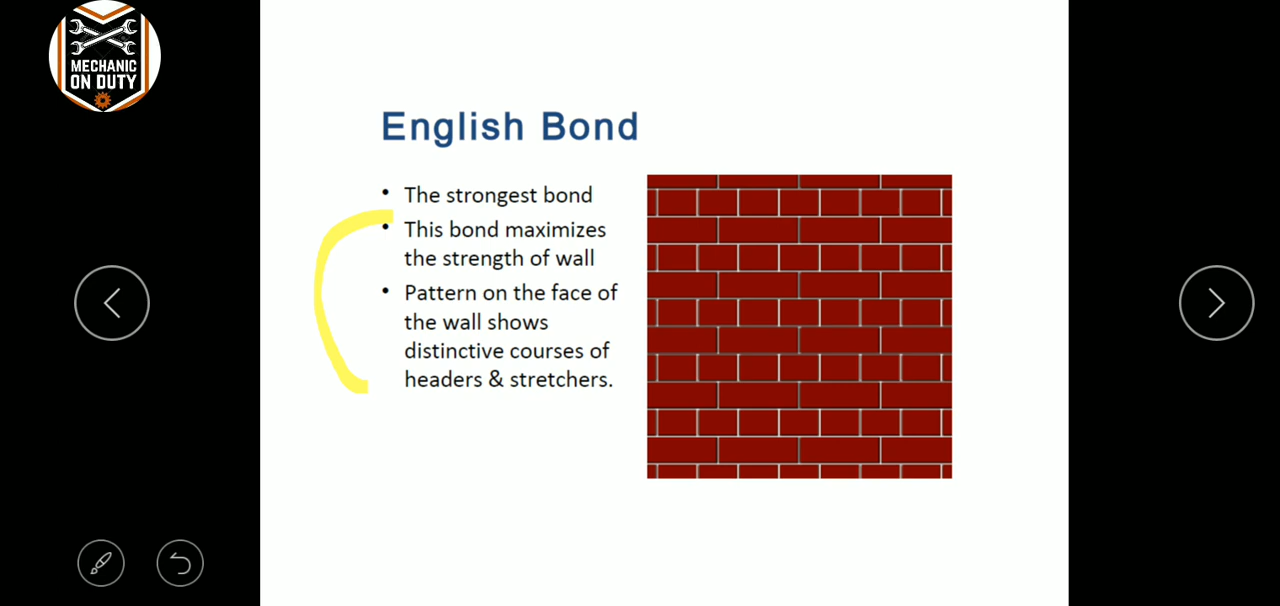 MECHANIC
ON DUTY
English Bond
• The strongest bond
• This bond maximizes
the strength of wall
• Pattern on the face of
the wall shows
distinctive courses of
headers & stretchers.